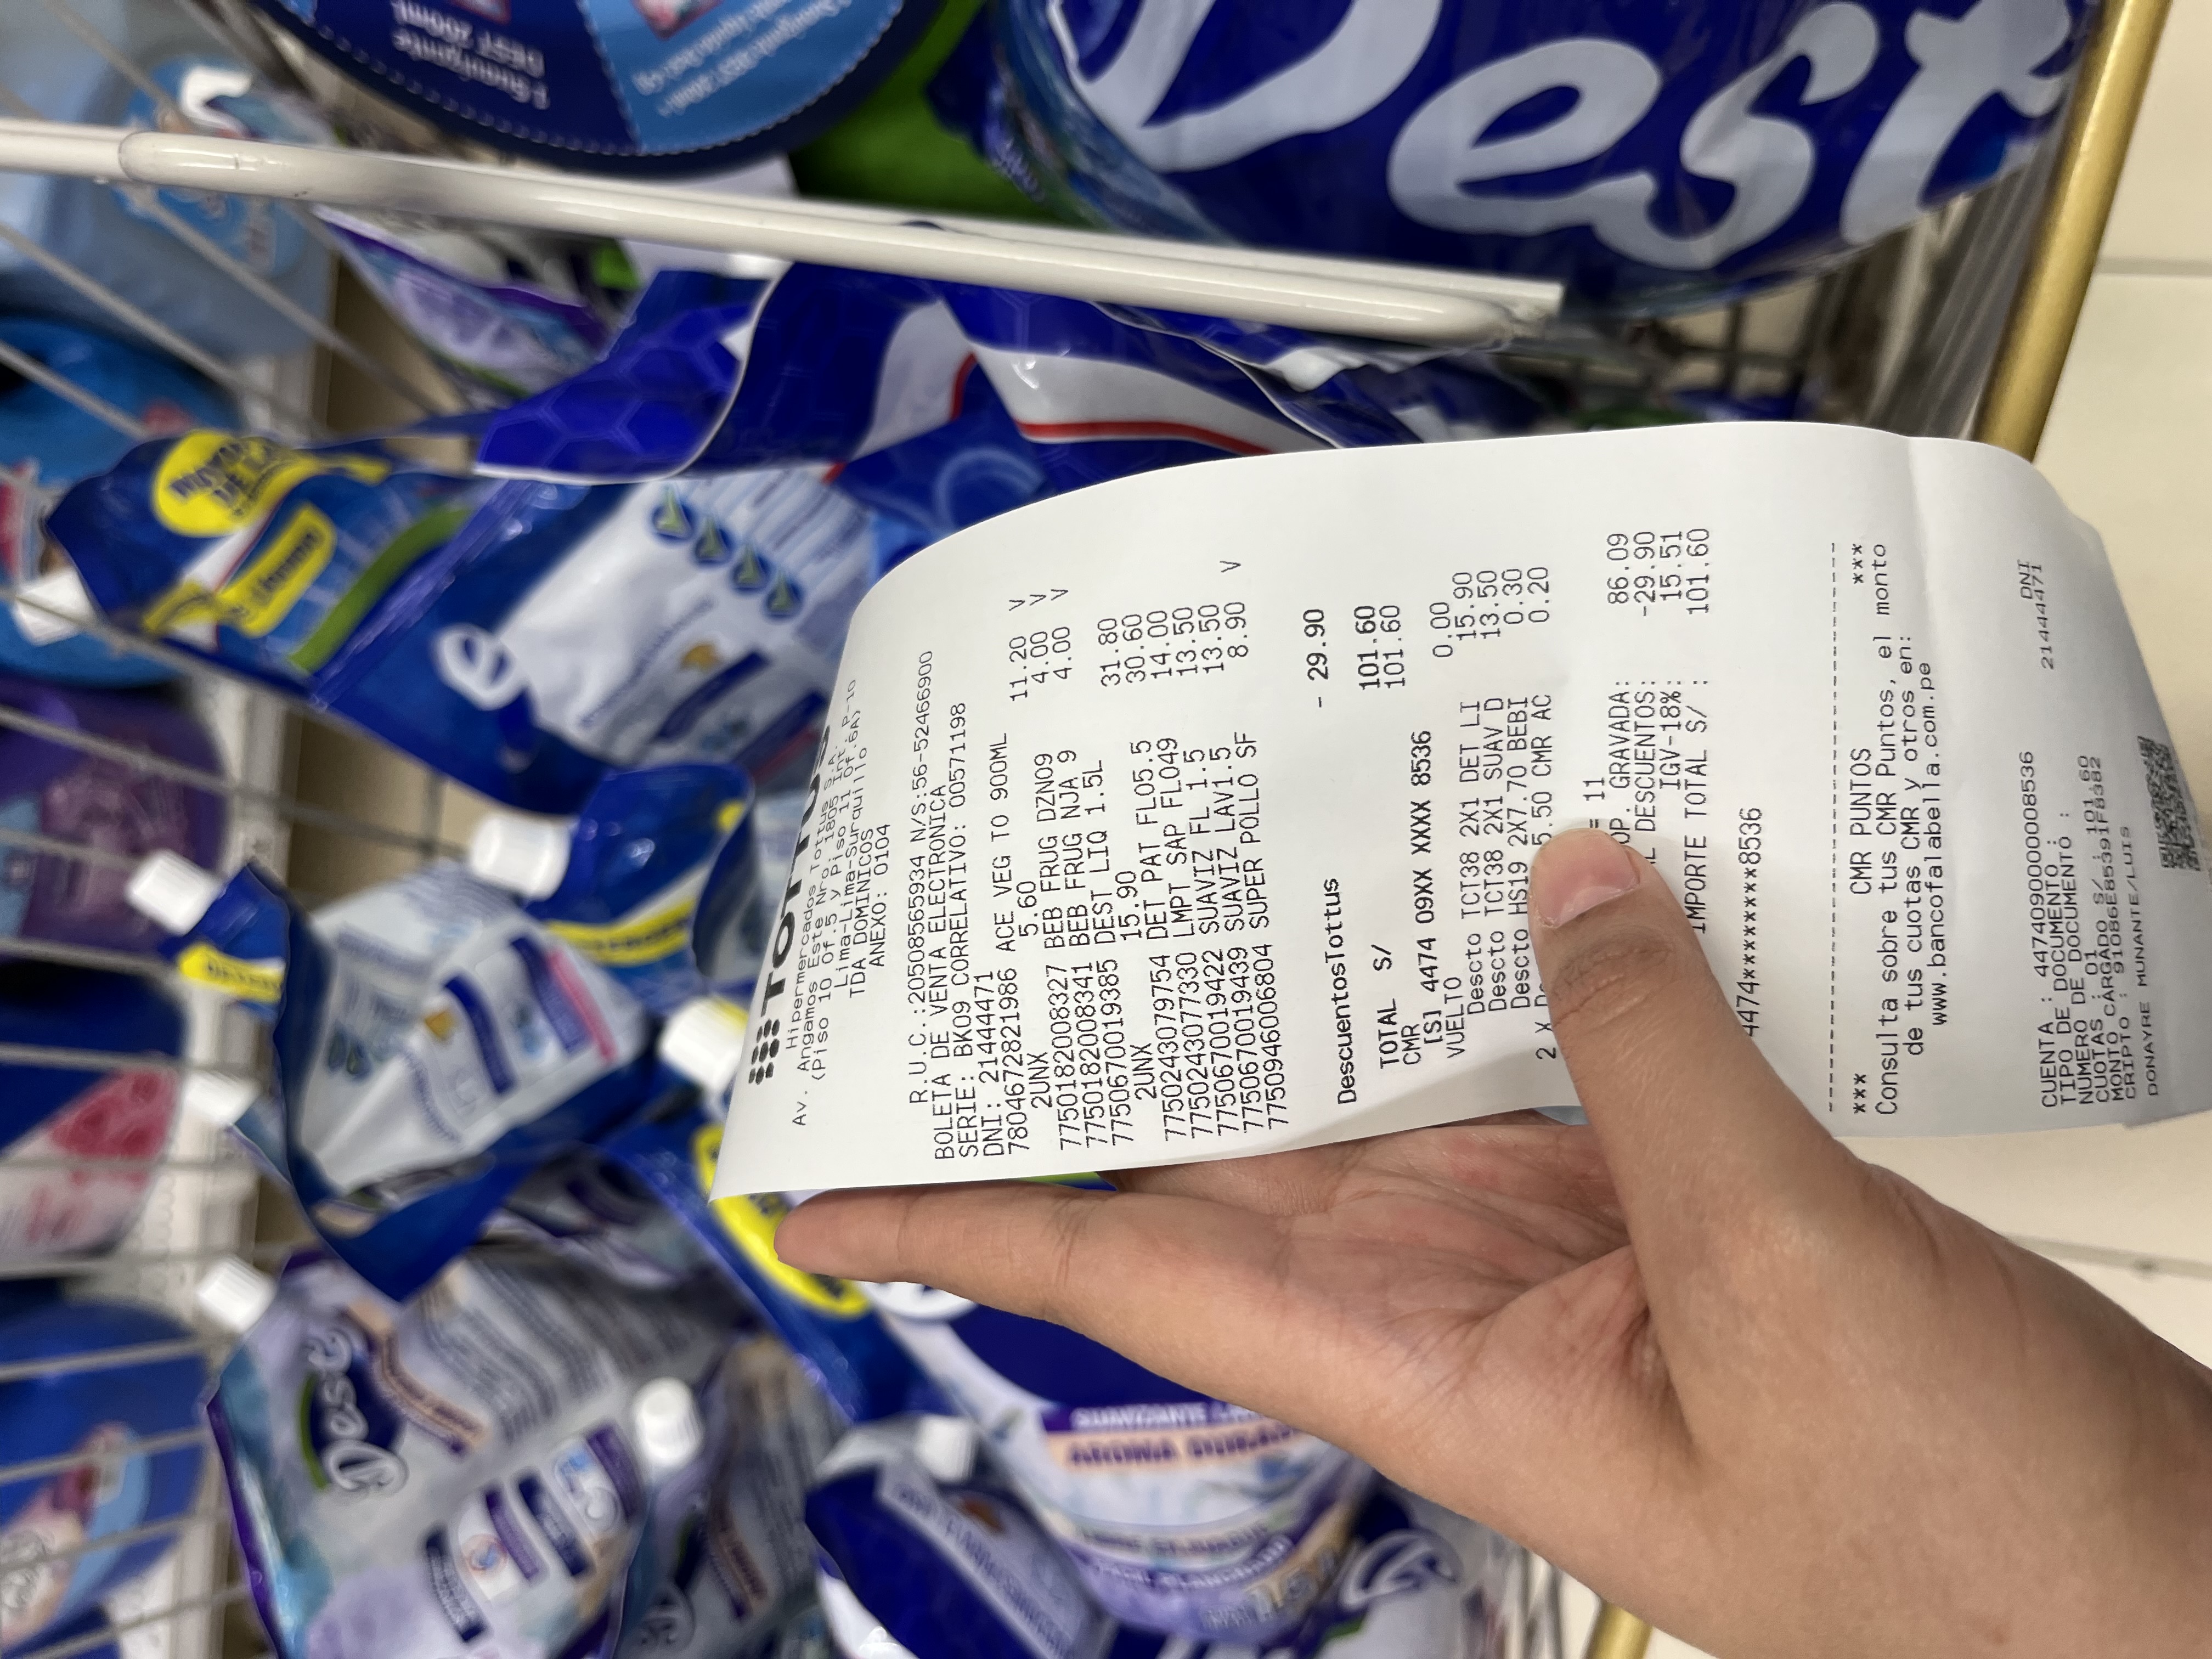 Dest
TOTTUS
Hipermercados Tottus S.A.
Av. Angamos Este Nro. 1805 Int. P-10
(Piso 10 Of.5 y Piso 11 Of.6A)
Lima-Lima-Surquillo
TDA DOMINICOS
ANEXO: 0104
R.U.C.:20508565934 N/S:56-52466900
BOLETA DE VENTA ELECTRONICA
SERIE: BK09 CORRELATIVO: 00571198
DNI: 21444471
7804672821986 ACE VEG TO 900ML
2UNX 5.60 11.20 V
7750182008327 BEB FRUG DZNO9 4.00 V
7750182008341 BEB FRUG NJA 9 4.00 V
7750670019385 DEST LIQ 1.5L
2UNX 15.90 31.80
7750243079754 DET PAT FLO5.5 30.60
7750243077330 LMPT SAP FLO49 14.00
7750670019422 SUAVIZ FL 1.5 13.50
7750670019439 SUAVIZ LAV1.5 13.50
7750946006804 SUPER POLLO SF 8.90 V
DescuentosTottus - 29.90
TOTAL S/ 101.60
CMR 101.60
[S] 4474 09XX XXXX 8536
VUELTO 0.00
Descto TCT38 2X1 DET LI 15.90
Descto TCT38 2X1 SUAV D 13.50
Descto HS19 2X7.70 BEBI 0.30
2 X 5.50 CMR AC 0.20
= 11
OP. GRAVADA: 86.09
DESCUENTOS: -29.90
IGV-18%: 15.51
IMPORTE TOTAL S/ : 101.60
4474********8536
*** CMR PUNTOS ***
Consulta sobre tus CMR Puntos, el monto
de tus cuotas CMR y otros en:
www.bancofalabella.com.pe
CUENTA : 4474090000008536
TIPO DE DOCUMENTO : DNI
NUMERO DE DOCUMENTO : 21444471
CUOTAS : 01
MONTO CARGADO S/ : 101.60
CRIPTO : 91086E85391F8382
DONAYRE MUNANTE/LUIS